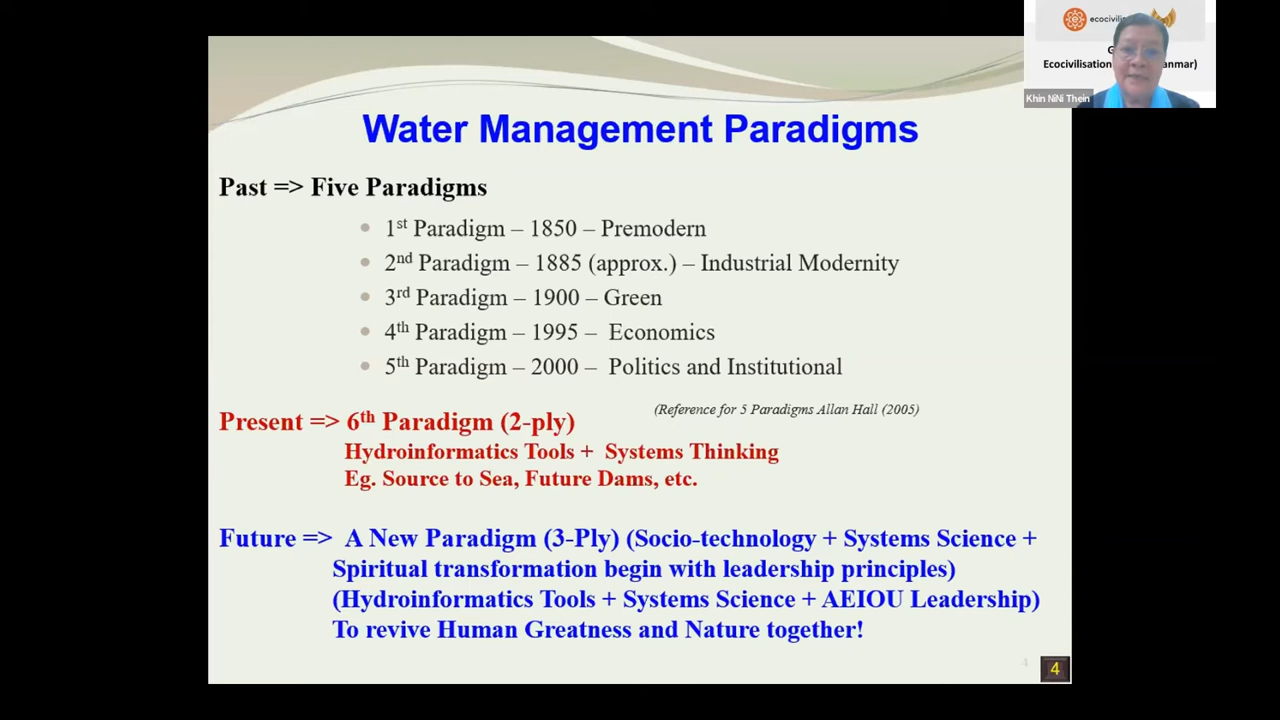 ecocivilis
G
Ecocivilisation anmar)
Khin NiNi Thein
Water Management Paradigms
Past => Five Paradigms
1st Paradigm – 1850 – Premodern
2nd Paradigm – 1885 (approx.) – Industrial Modernity
3rd Paradigm – 1900 – Green
4th Paradigm – 1995 – Economics
5th Paradigm – 2000 – Politics and Institutional
(Reference for 5 Paradigms Allan Hall (2005)
Present => 6th Paradigm (2-ply)
Hydroinformatics Tools + Systems Thinking
Eg. Source to Sea, Future Dams, etc.
Future => A New Paradigm (3-Ply) (Socio-technology + Systems Science +
Spiritual transformation begin with leadership principles)
(Hydroinformatics Tools + Systems Science + AEIOU Leadership)
To revive Human Greatness and Nature together!
4
4